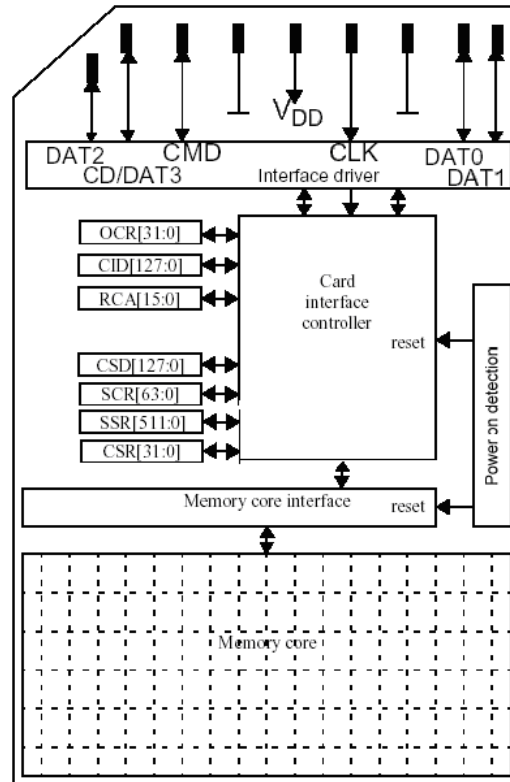 V_DD
DAT2 CMD CLK DAT0
CD/DAT3 Interface driver DAT1
OCR[31:0]
CID[127:0]
RCA[15:0]
Card
interface
controller
reset
CSD[127:0]
SCR[63:0]
SSR[511:0]
CSR[31:0]
Power on detection
Memory core interface
reset
Memory core